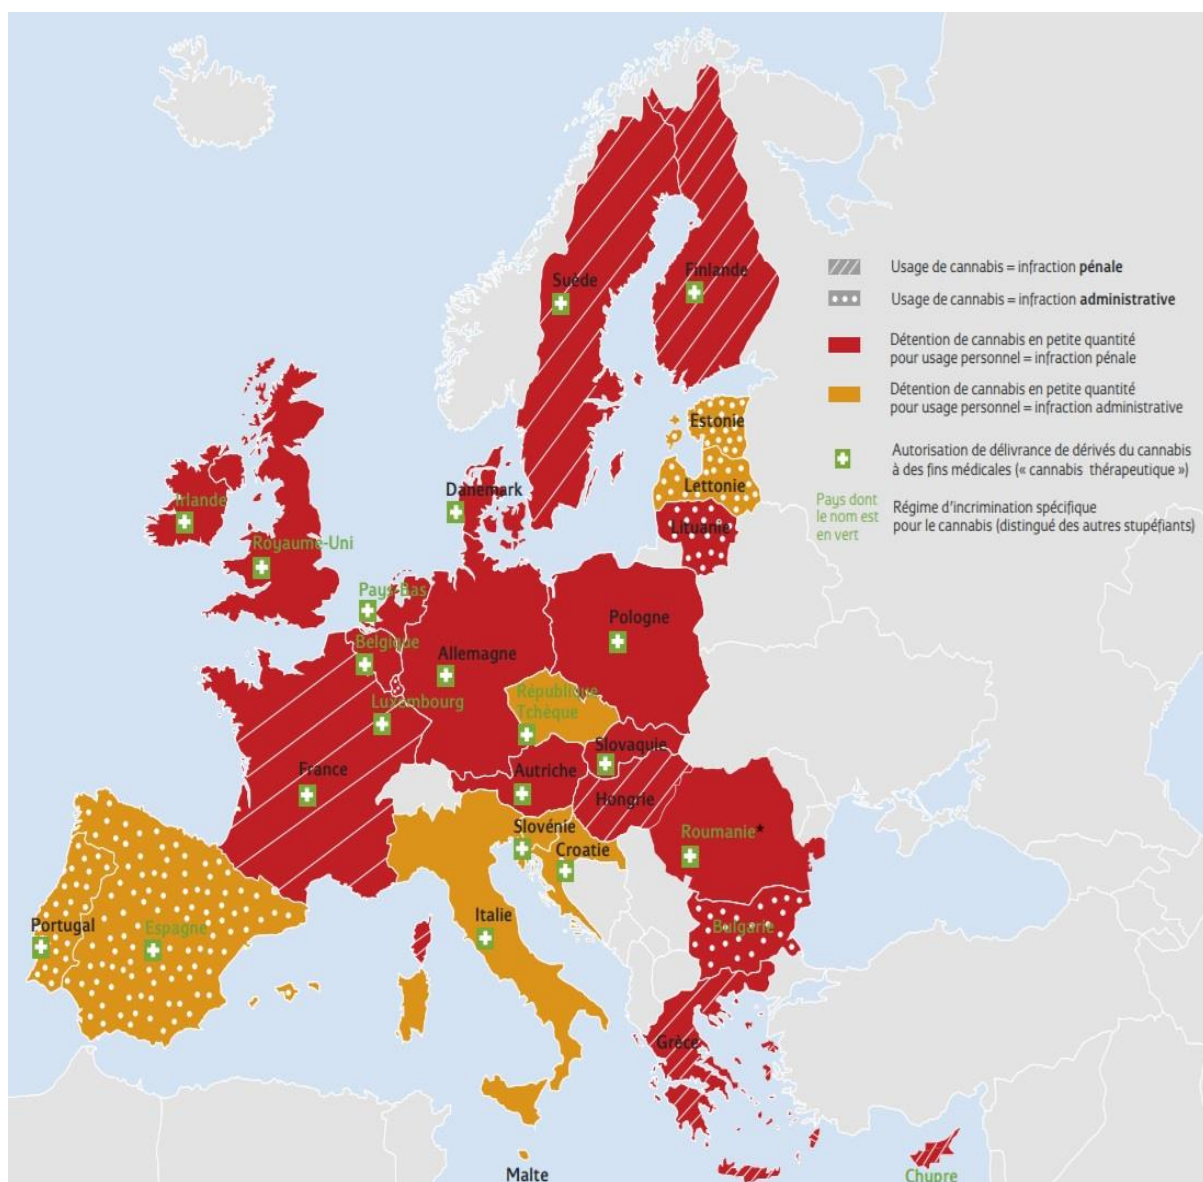 Suède
Finlande
Usage de cannabis = infraction pénale
Usage de cannabis = infraction administrative
Détention de cannabis en petite quantité
pour usage personnel = infraction pénale
Détention de cannabis en petite quantité
pour usage personnel = infraction administrative
Autorisation de délivrance de dérivés du cannabis
à des fins médicales (« cannabis thérapeutique »)
Pays dont
le nom est
en vert
Régime d'incrimination spécifique
pour le cannabis (distingué des autres stupéfiants)
Estonie
Lettonie
Lituanie
Danemark
Irlande
Royaume-Uni
Pays-Bas
Belgique
Luxembourg
Allemagne
Pologne
République
Tchèque
Slovaquie
France
Autriche
Hongrie
Slovénie
Croatie
Roumanie*
Portugal
Espagne
Italie
Bulgarie
Grèce
Malte
Chypre